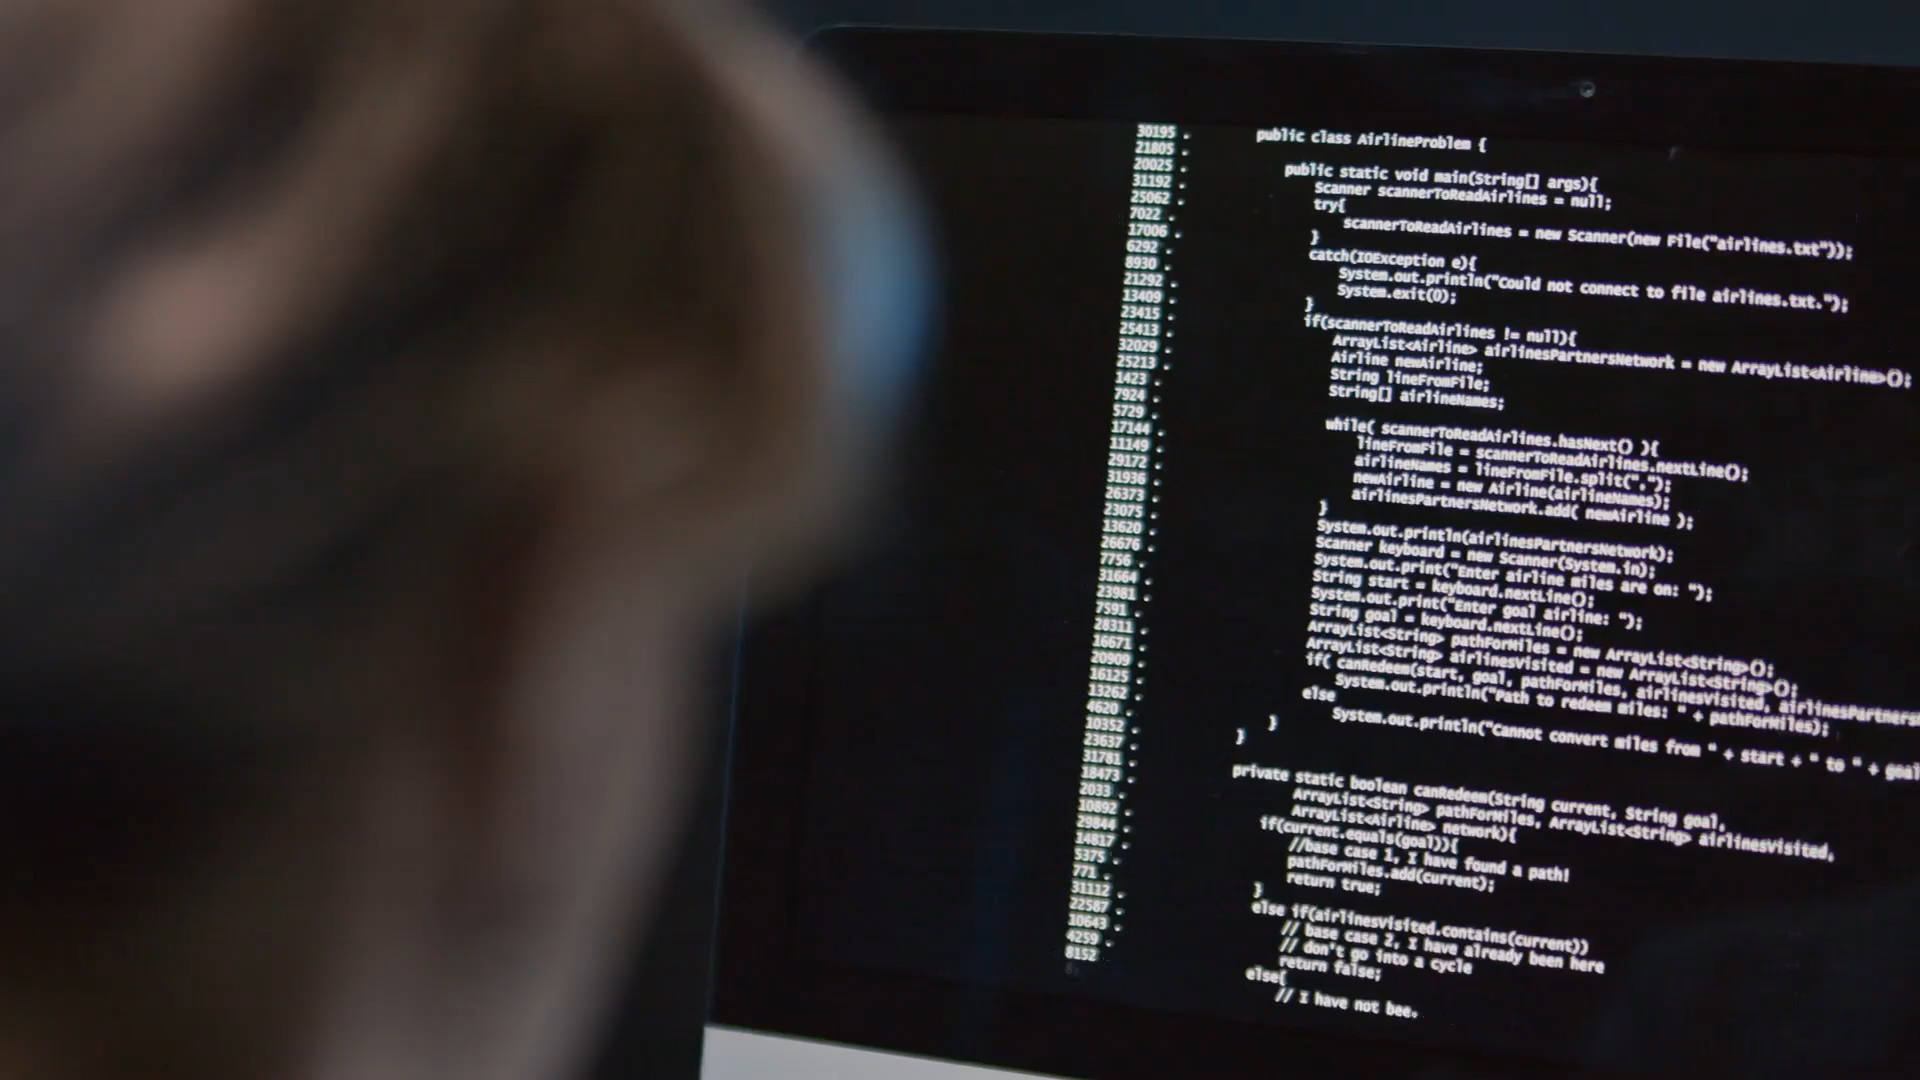 30195 .
21805 .
20025 .
31192 .
25062 .
7022 .
17006 .
6292 .
8930 .
21292 .
13409 .
23415 .
25413 .
32029 .
25213 .
1423 .
7924 .
5729 .
17144 .
11149 .
29172 .
31936 .
26373 .
23075 .
13620 .
26676 .
7756 .
31664 .
23981 .
7591 .
28311 .
16671 .
20909 .
16125 .
13262 .
4620 .
10352 .
23637 .
31781 .
18473 .
2033 .
10892 .
29844 .
14817 .
5375 .
771 .
31112 .
22587 .
10643 .
4259 .
8152
public class AirlineProblem {
public static void main(String[] args){
Scanner scannerToReadAirlines = null;
try{
scannerToReadAirlines = new Scanner(new File("airlines.txt"));
}
catch(IOException e){
System.out.println("Could not connect to file airlines.txt.");
System.exit(0);
}
if(scannerToReadAirlines != null){
ArrayList<Airline> airlinesPartnersNetwork = new ArrayList<Airline>();
Airline newAirline;
String lineFromFile;
String[] airlineNames;
while( scannerToReadAirlines.hasNext() ){
lineFromFile = scannerToReadAirlines.nextLine();
airlineNames = lineFromFile.split(",");
newAirline = new Airline(airlineNames);
airlinesPartnersNetwork.add( newAirline );
}
System.out.println(airlinesPartnersNetwork);
Scanner keyboard = new Scanner(System.in);
System.out.print("Enter airline miles are on: ");
String start = keyboard.nextLine();
System.out.print("Enter goal airline: ");
String goal = keyboard.nextLine();
ArrayList<String> pathForMiles = new ArrayList<String>();
ArrayList<String> airlinesVisited = new ArrayList<String>();
if( canRedeem(start, goal, pathForMiles, airlinesVisited, airlinesPartners
System.out.println("Path to redeem miles: " + pathForMiles);
else
System.out.println("Cannot convert miles from " + start + " to " + goal
}
}
private static boolean canRedeem(String current, String goal,
ArrayList<String> pathForMiles, ArrayList<String> airlinesVisited,
ArrayList<Airline> network){
if(current.equals(goal)){
//base case 1, I have found a path!
pathForMiles.add(current);
return true;
}
else if(airlinesVisited.contains(current))
// base case 2, I have already been here
// don't go into a cycle
return false;
else{
// I have not bee.